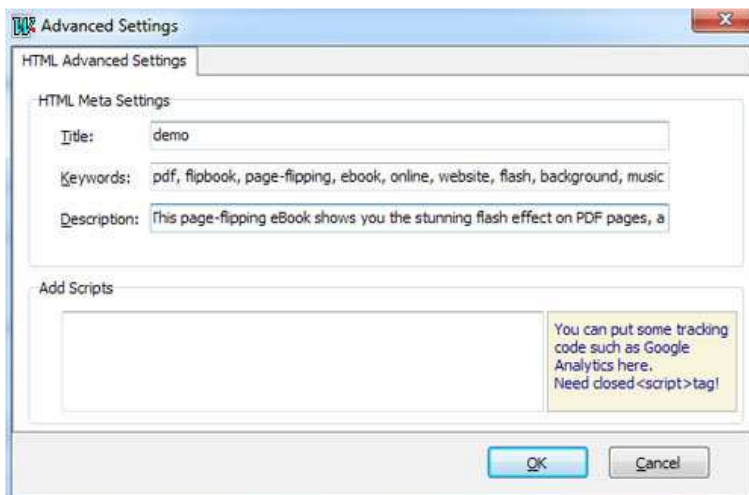 Advanced Settings
HTML Advanced Settings
HTML Meta Settings
Title: demo
Keywords: pdf, flipbook, page-flipping, ebook, online, website, flash, background, music
Description: This page-flipping eBook shows you the stunning flash effect on PDF pages, a
Add Scripts
You can put some tracking
code such as Google
Analytics here.
Need closed<script>tag!
OK Cancel